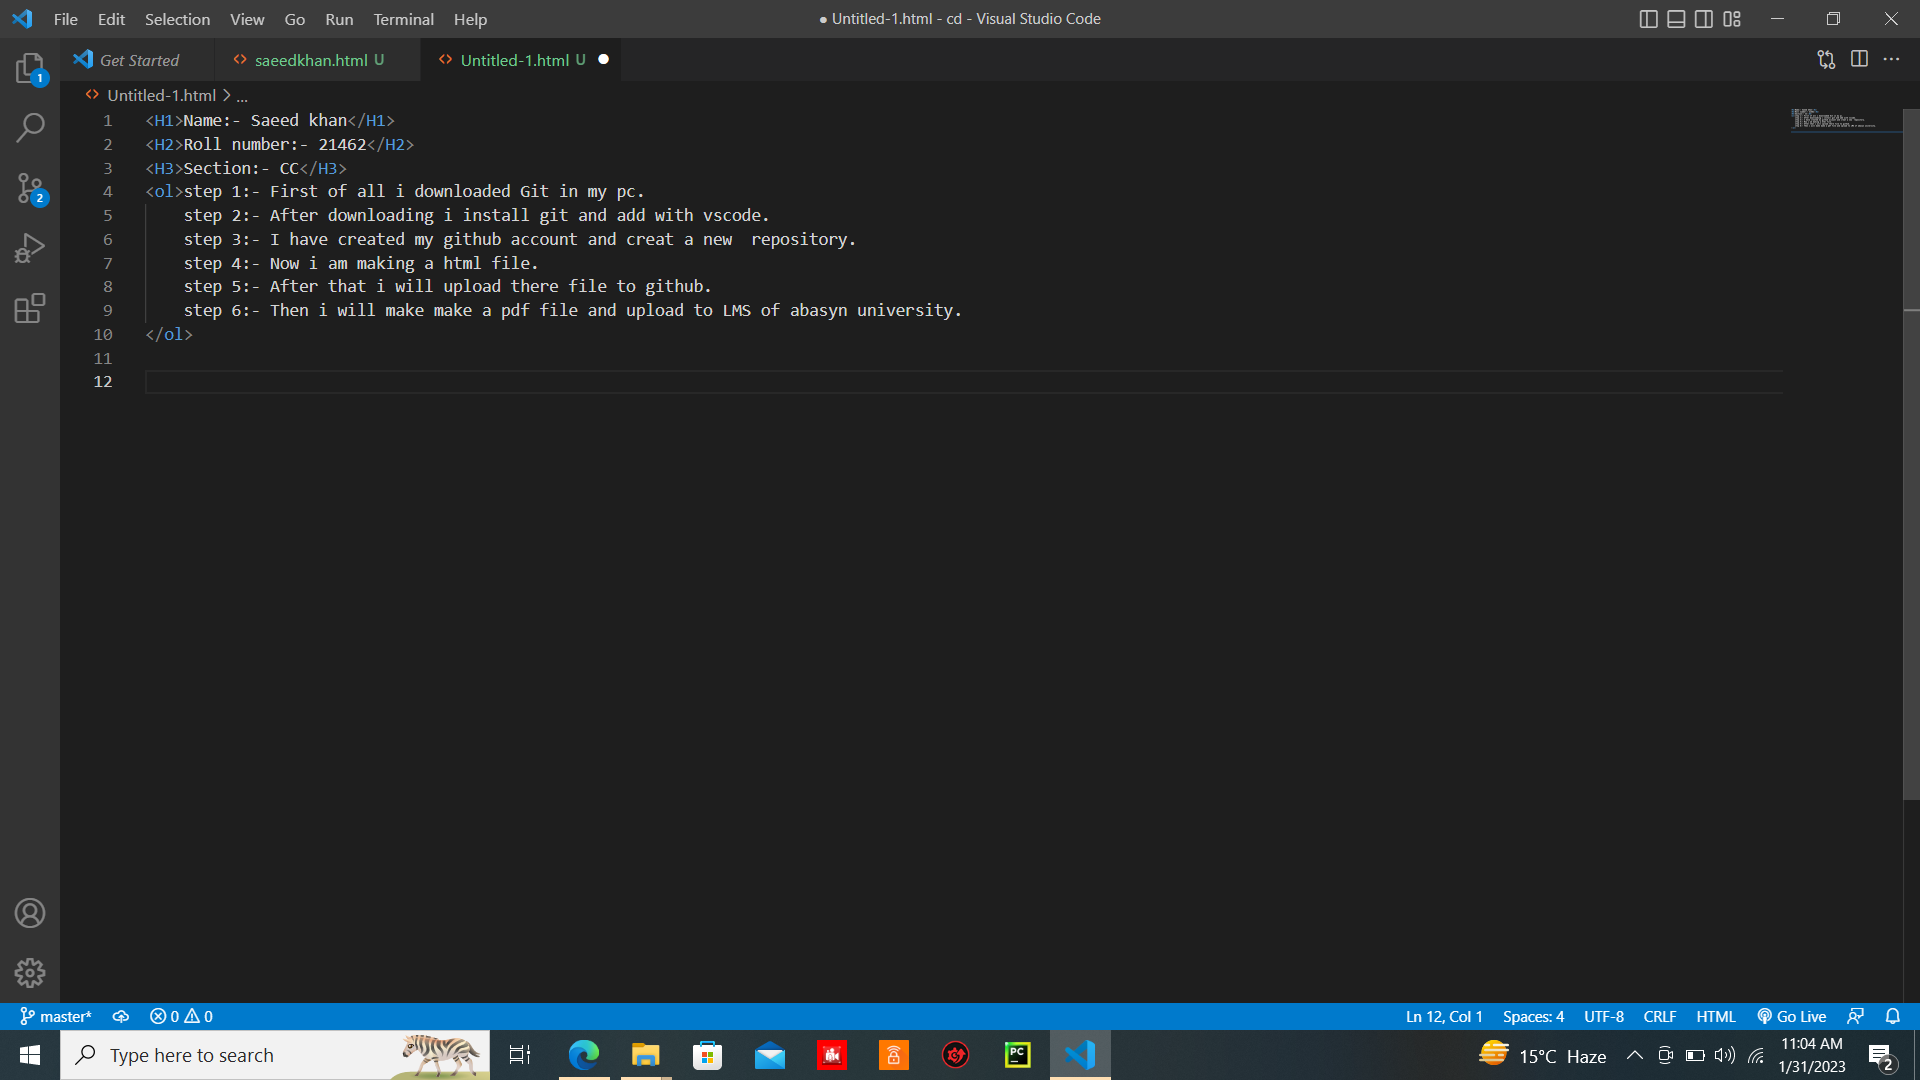 File Edit Selection View Go Run Terminal Help
● Untitled-1.html - cd - Visual Studio Code
Get Started
saeedkhan.html U
Untitled-1.html U
Untitled-1.html > ...
1 <H1>Name:- Saeed khan</H1>
2 <H2>Roll number:- 21462</H2>
3 <H3>Section:- CC</H3>
4 <ol>step 1:- First of all i downloaded Git in my pc.
5 step 2:- After downloading i install git and add with vscode.
6 step 3:- I have created my github account and creat a new  repository.
7 step 4:- Now i am making a html file.
8 step 5:- After that i will upload there file to github.
9 step 6:- Then i will make make a pdf file and upload to LMS of abasyn university.
10 </ol>
11
12
1
2
master* 0 0
Ln 12, Col 1 Spaces: 4 UTF-8 CRLF HTML Go Live
Type here to search
PC
15°C Haze
11:04 AM
1/31/2023
2